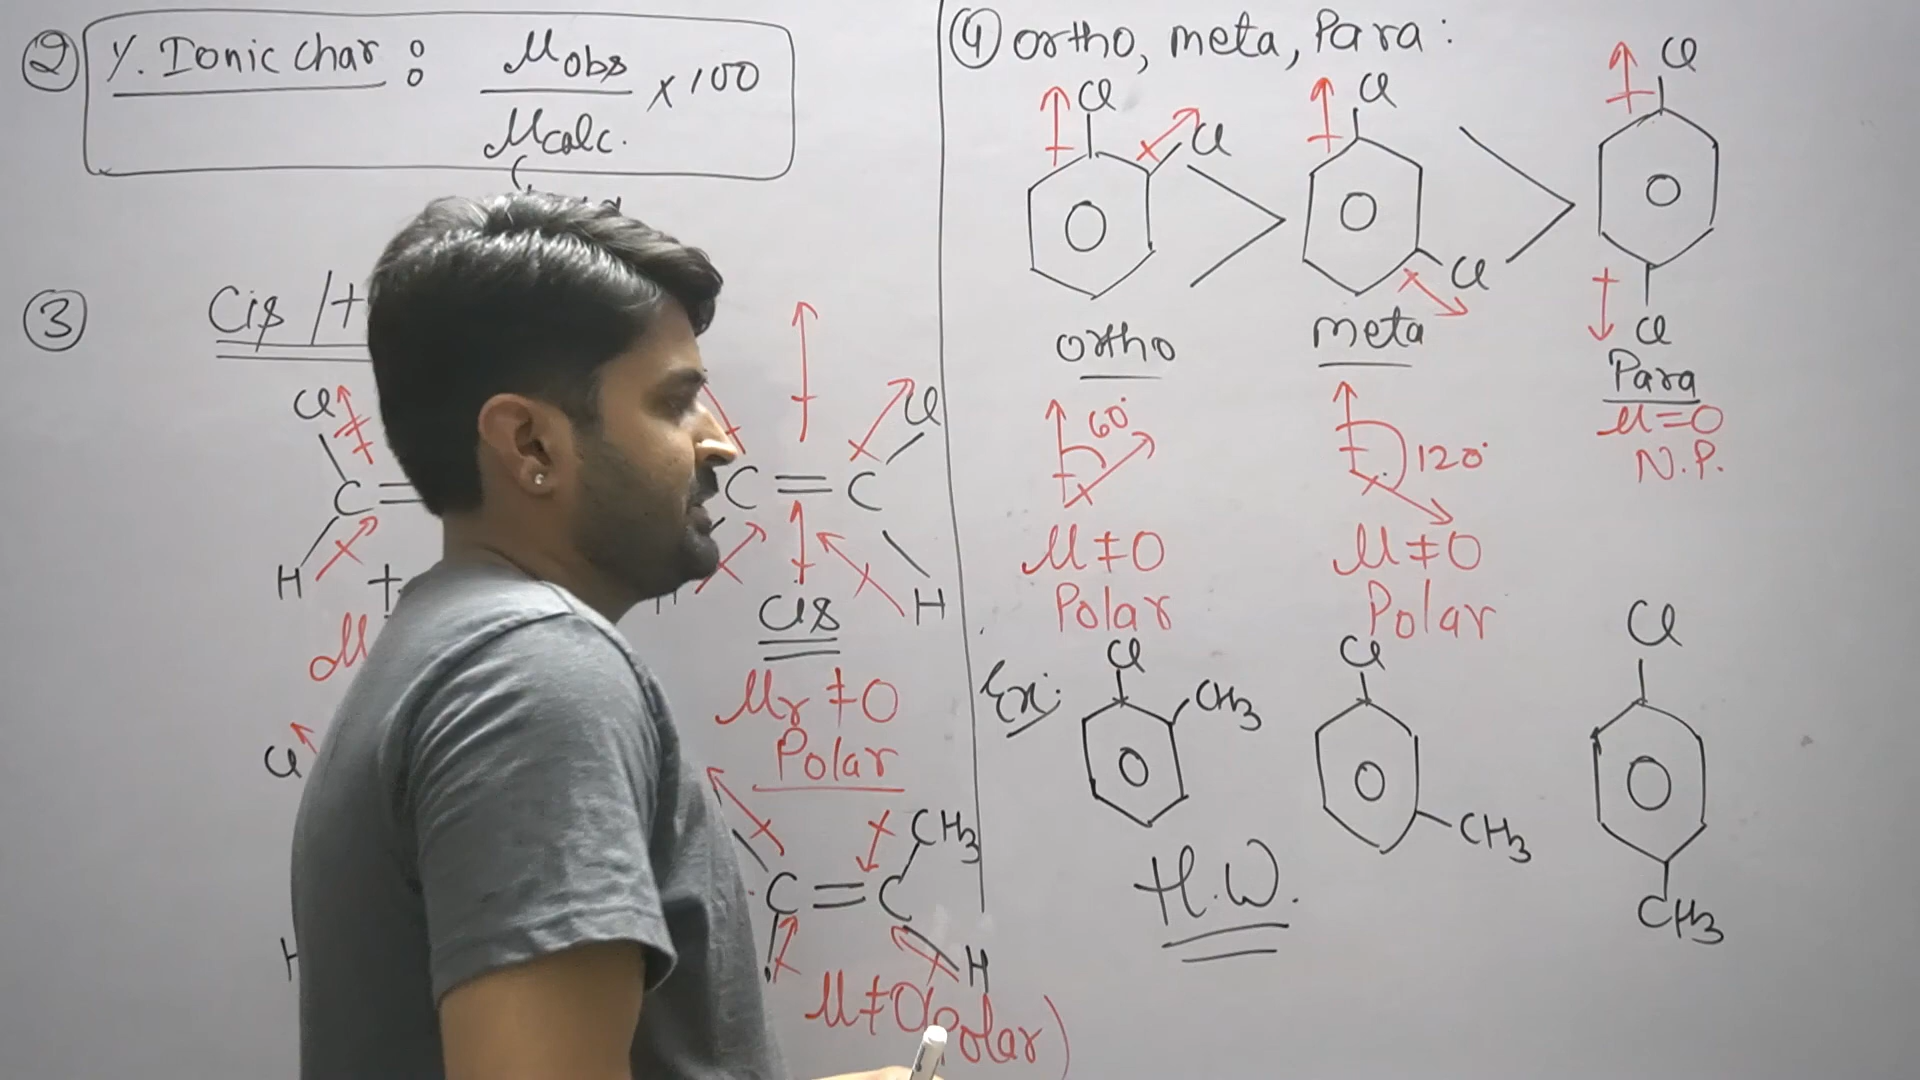 ② % Ionic char : μobs / μcalc. × 100
③ Cis /
Cl
C =
H
μ
Cl
H
C = C
Cl
H
Cis
μr ≠ 0
Polar
C = C
CH3
H
μ ≠ 0 (Polar)
④ ortho, meta, Para :
Cl Cl
Cl Cl
Cl Cl
ortho meta Para
60° 120°
μ = 0
N.P.
μ ≠ 0 μ ≠ 0
Polar Polar
Ex:
Cl CH3
Cl CH3
Cl CH3
H.W.